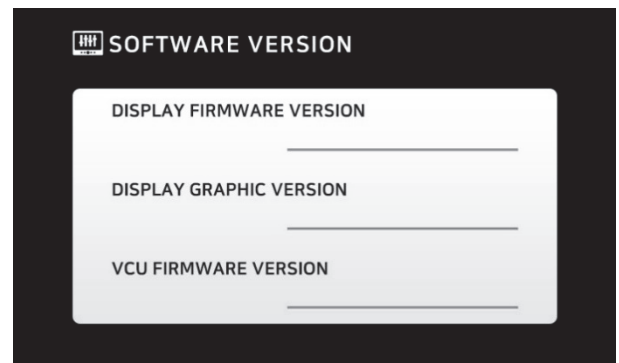 SOFTWARE VERSION
DISPLAY FIRMWARE VERSION
DISPLAY GRAPHIC VERSION
VCU FIRMWARE VERSION